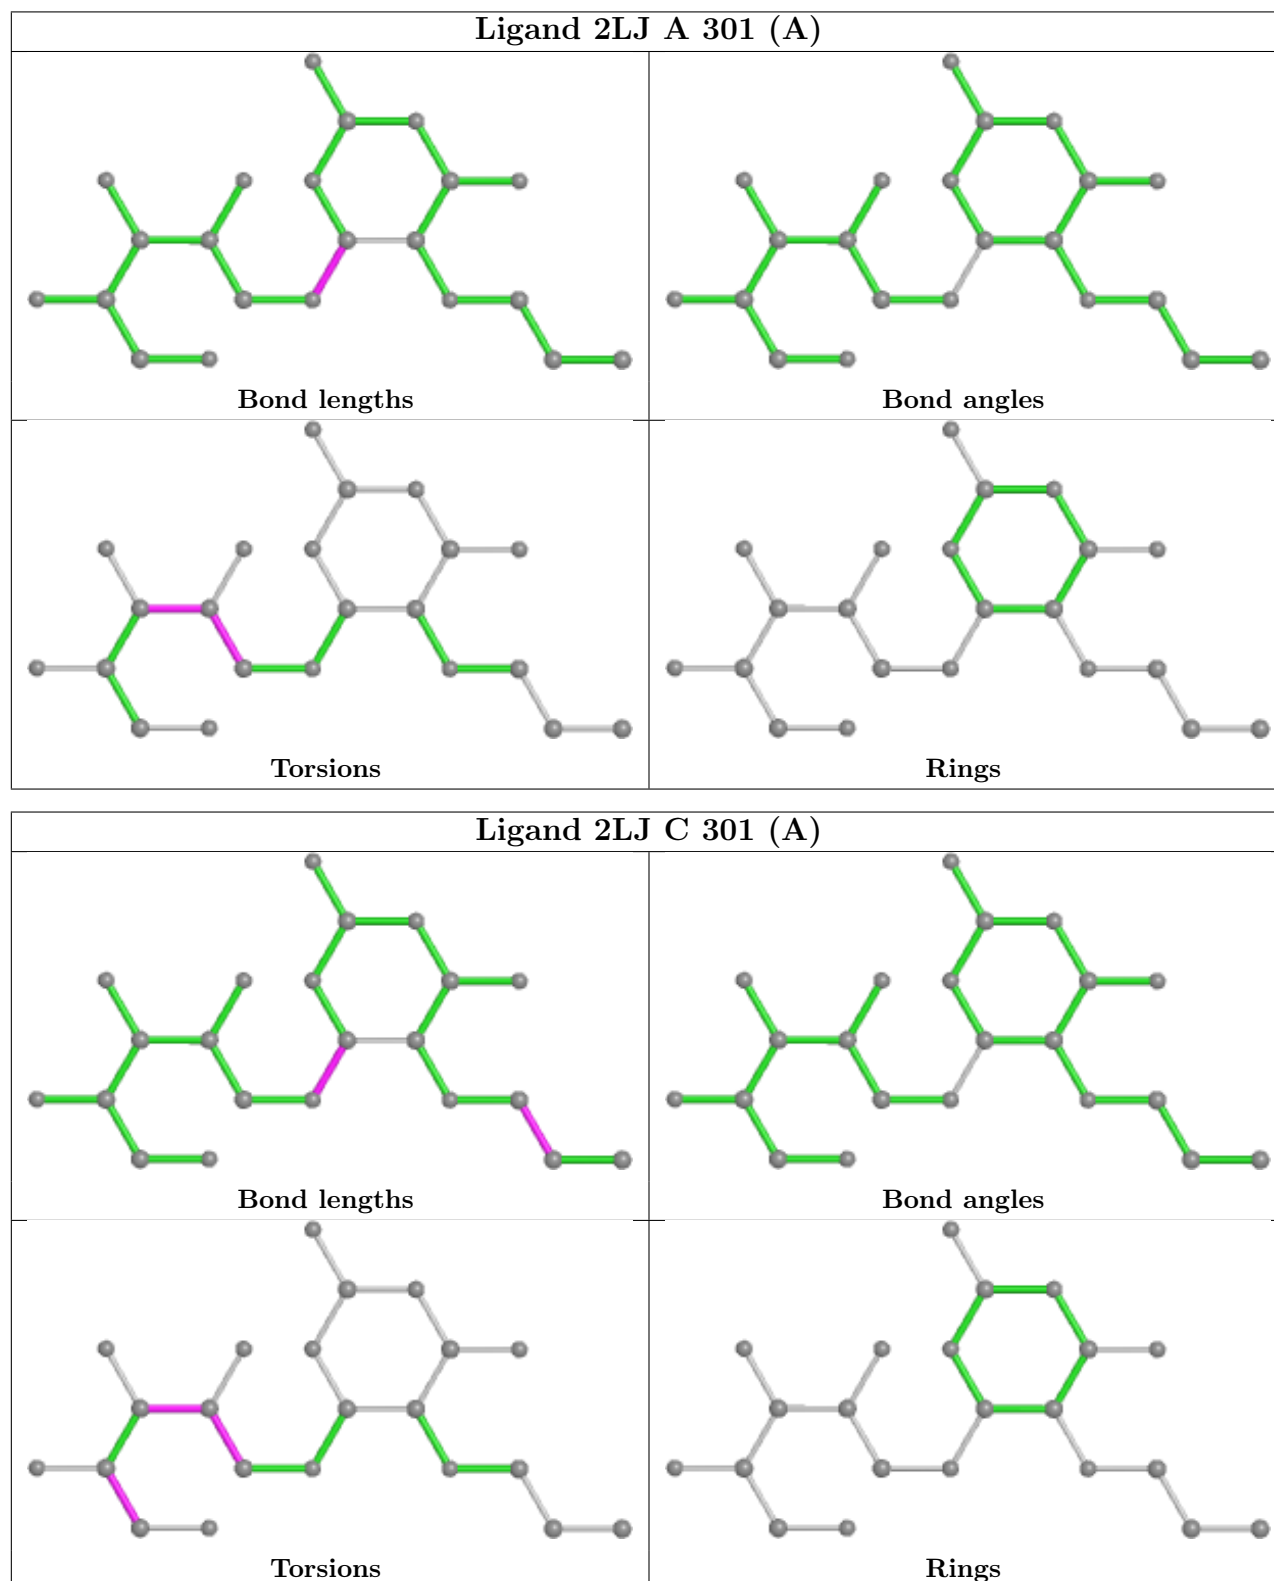 Ligand 2LJ A 301 (A)
Bond lengths
Bond angles
Torsions
Rings
Ligand 2LJ C 301 (A)
Bond lengths
Bond angles
Torsions
Rings